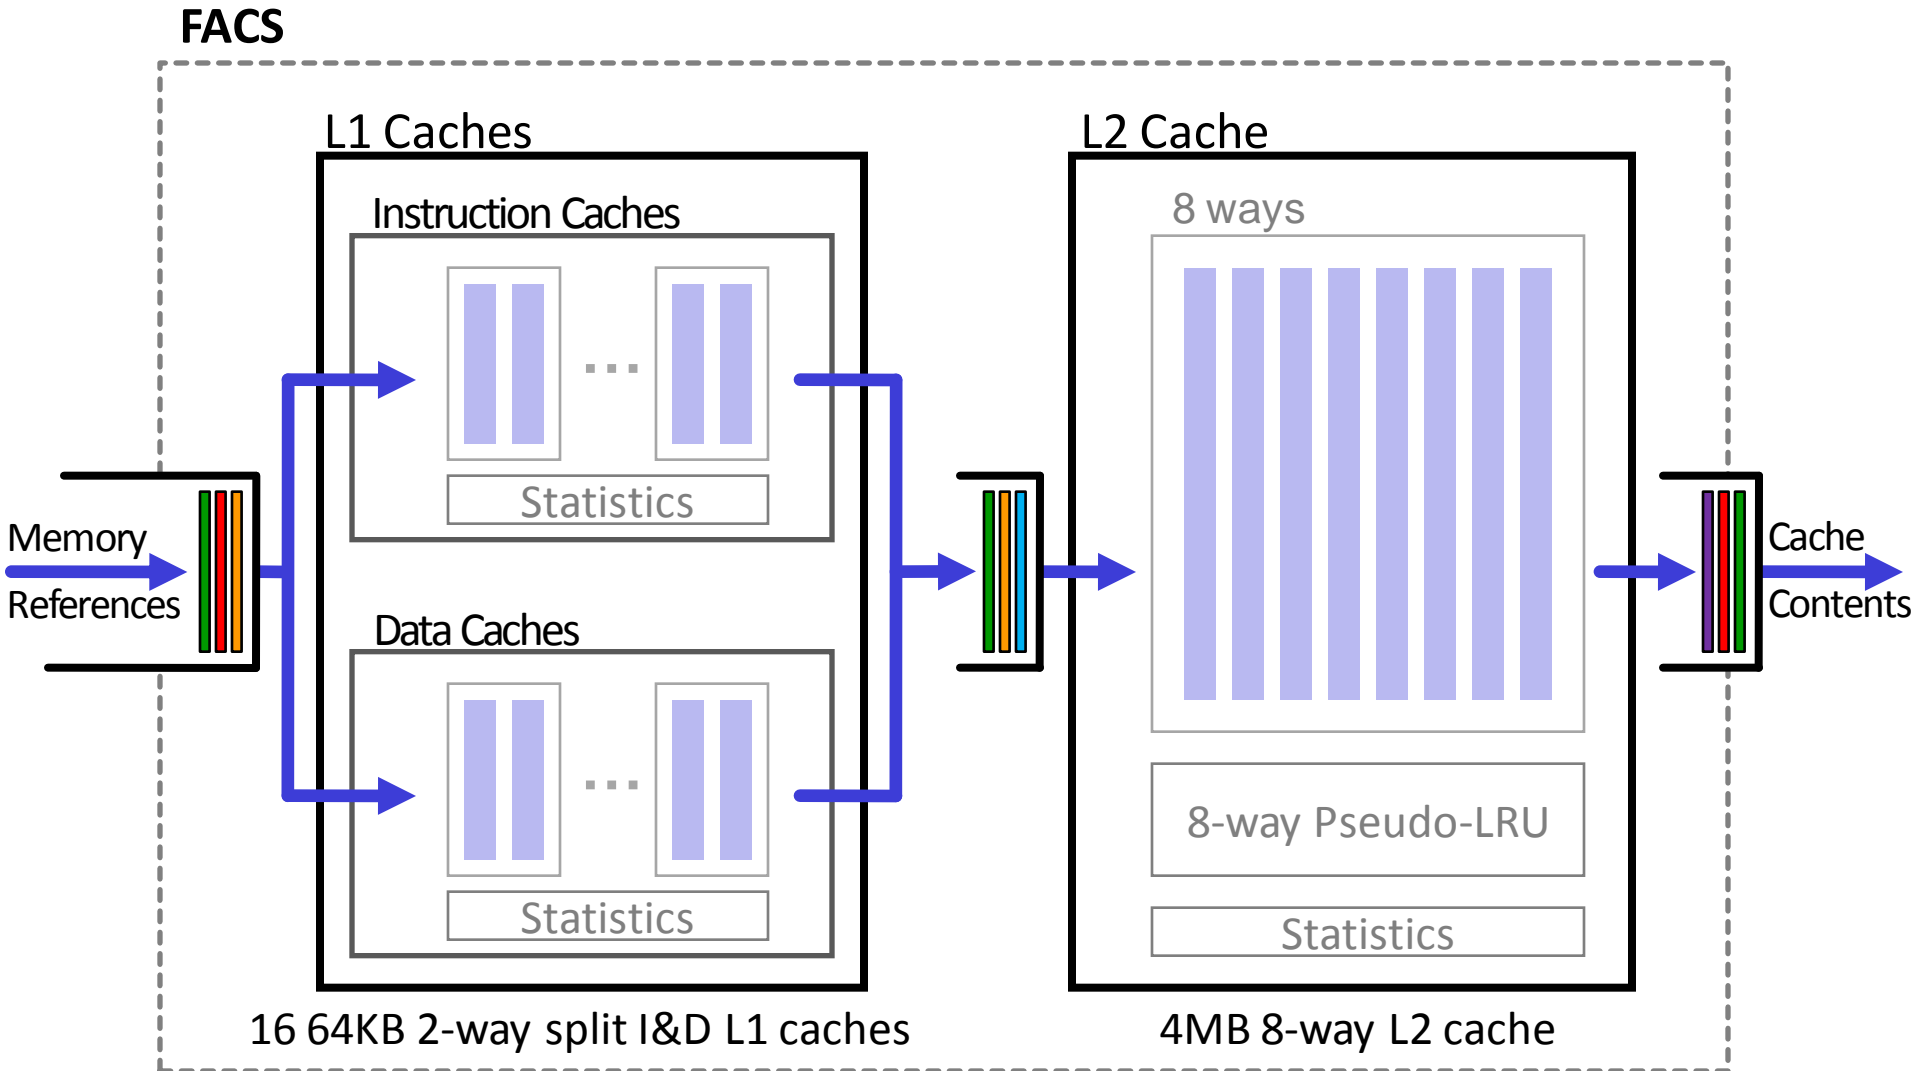 FACS
L1 Caches
Instruction Caches
...
Statistics
Data Caches
...
Statistics
16 64KB 2-way split I&D L1 caches
Memory
References
L2 Cache
8 ways
8-way Pseudo-LRU
Statistics
4MB 8-way L2 cache
Cache
Contents